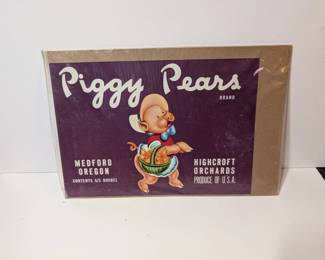 Piggy Pears
BRAND
MEDFORD
OREGON
CONTENTS 4/5 BUSHEL
HIGHCROFT
ORCHARDS
PRODUCE OF U.S.A.